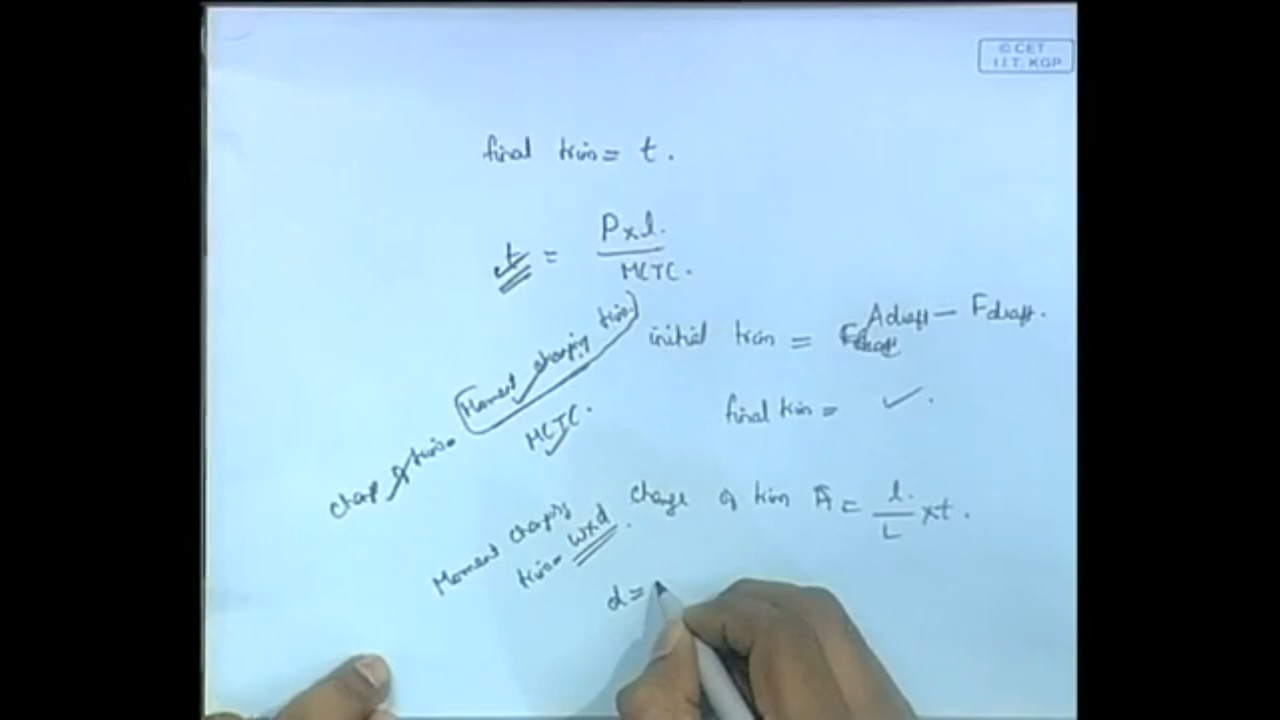 © CET
I.I.T. KGP
final trim = t.
t = P x l.
MCTC.
Moment changing trim
initial trim = Adraft — Fdraft.
change of trim =
MCTC.
final trim = ✓.
change of trim A = l. x t.
L
Moment changing
trim = w x d.
d =